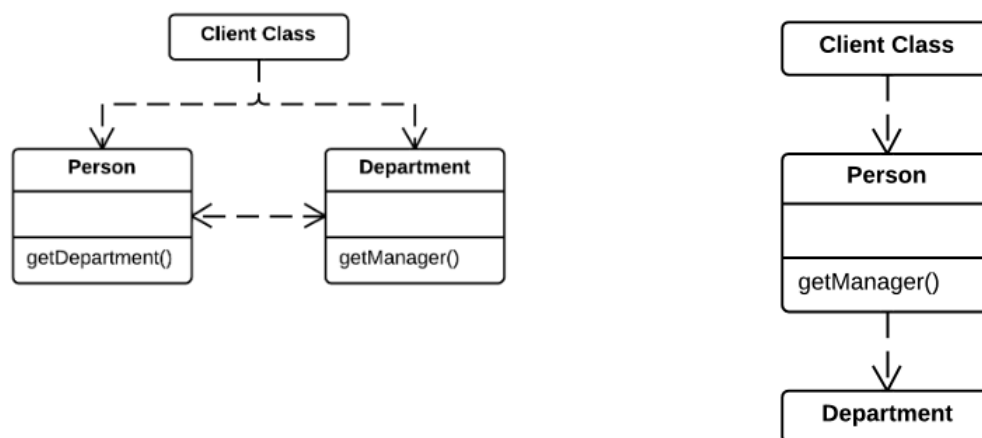 Client Class
Person
Department
getDepartment()
getManager()
Client Class
Person
getManager()
Department